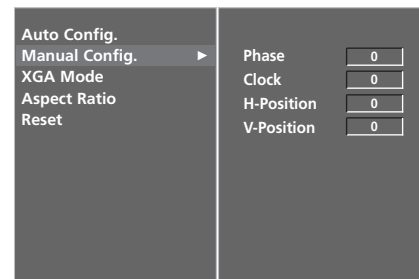 Auto Config.
Manual Config. ►
XGA Mode
Aspect Ratio
Reset
Phase 0
Clock 0
H-Position 0
V-Position 0